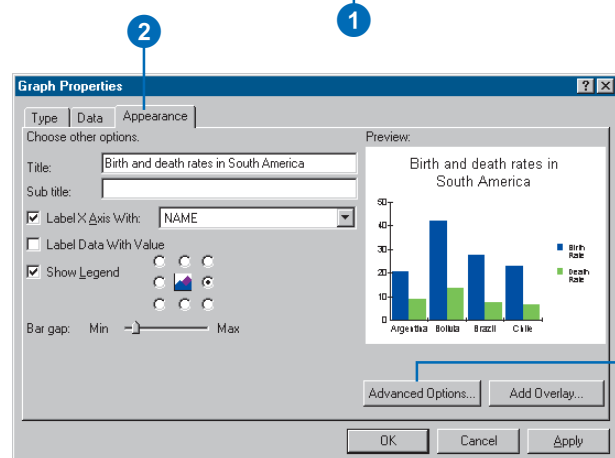 1
2
Graph Properties
Type Data Appearance
Choose other options.
Title: Birth and death rates in South America
Sub title:
Label X Axis With: NAME
Label Data With Value
Show Legend
Bar gap: Min Max
Preview:
Birth and death rates in
South America
50
40
30
20
10
0
Argentina Bolivia Brazil Chile
Birth
Rate
Death
Rate
Advanced Options... Add Overlay...
OK Cancel Apply